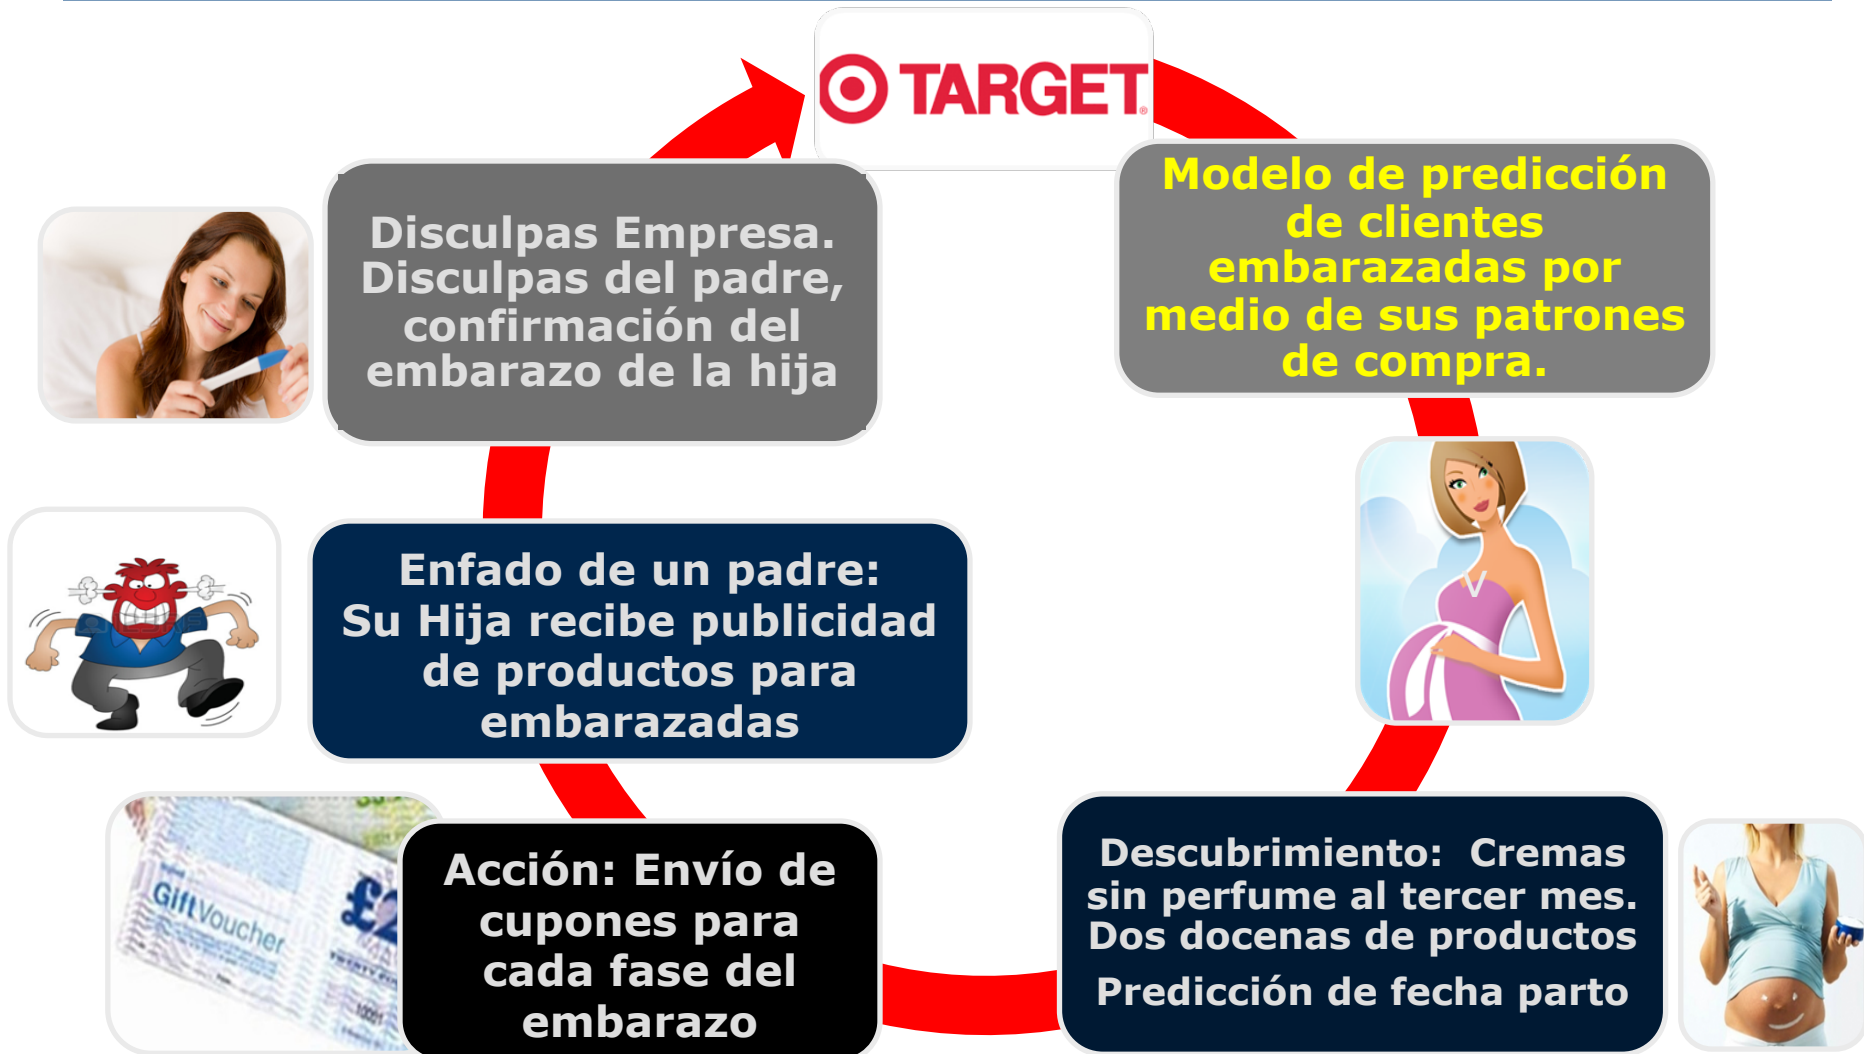 TARGET
Modelo de predicción
de clientes
embarazadas por
medio de sus patrones
de compra.
V
Descubrimiento: Cremas
sin perfume al tercer mes.
Dos docenas de productos
Predicción de fecha parto
Acción: Envío de
cupones para
cada fase del
embarazo
GiftVoucher
£2
10001
Enfado de un padre:
Su Hija recibe publicidad
de productos para
embarazadas
Disculpas Empresa.
Disculpas del padre,
confirmación del
embarazo de la hija